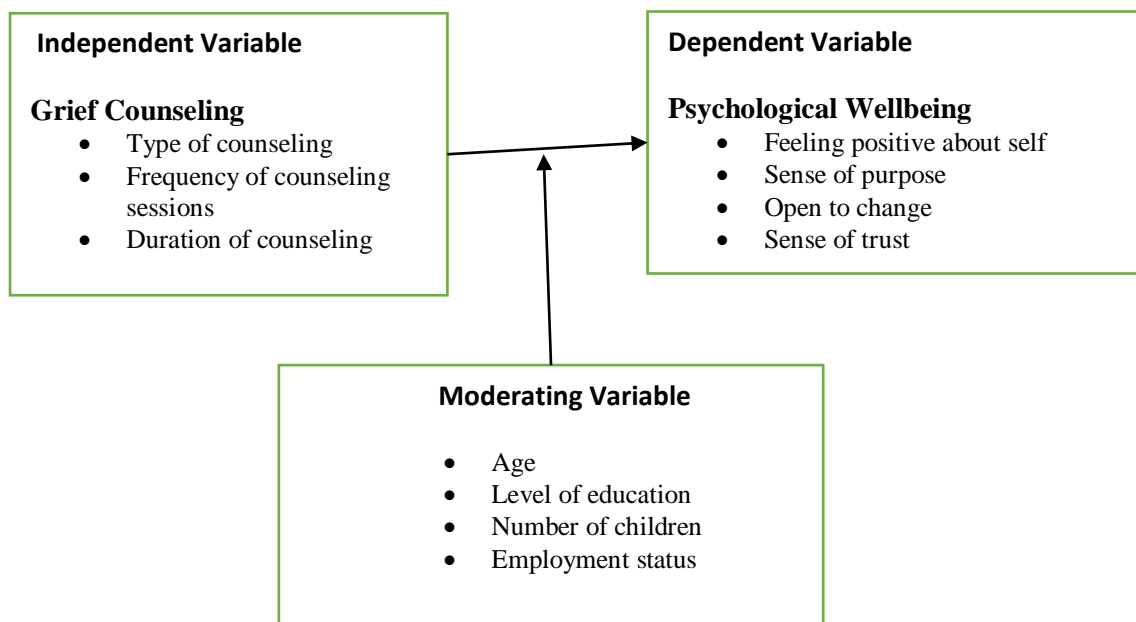 Independent Variable
Grief Counseling
• Type of counseling
• Frequency of counseling
sessions
• Duration of counseling
Dependent Variable
Psychological Wellbeing
• Feeling positive about self
• Sense of purpose
• Open to change
• Sense of trust
Moderating Variable
• Age
• Level of education
• Number of children
• Employment status